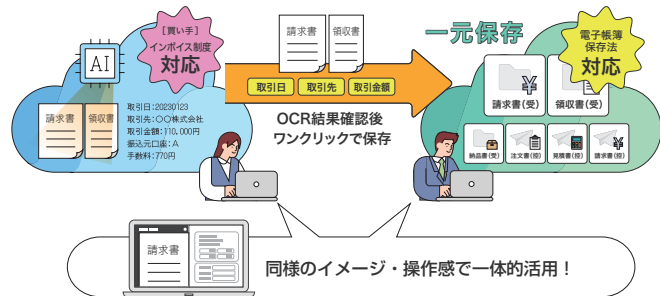 [買い手]
インボイス制度
対応
AI
請求書
領収書
取引日:20230123
取引先:〇〇株式会社
取引金額:110,000円
振込元口座:A
手数料:770円
請求書
領収書
取引日
取引先
取引金額
OCR結果確認後
ワンクリックで保存
一元保存
電子帳簿
保存法
対応
請求書(受)
領収書(受)
納品書(受)
注文書(控)
見積書(控)
請求書(控)
請求書
同様のイメージ・操作感で一体的活用!